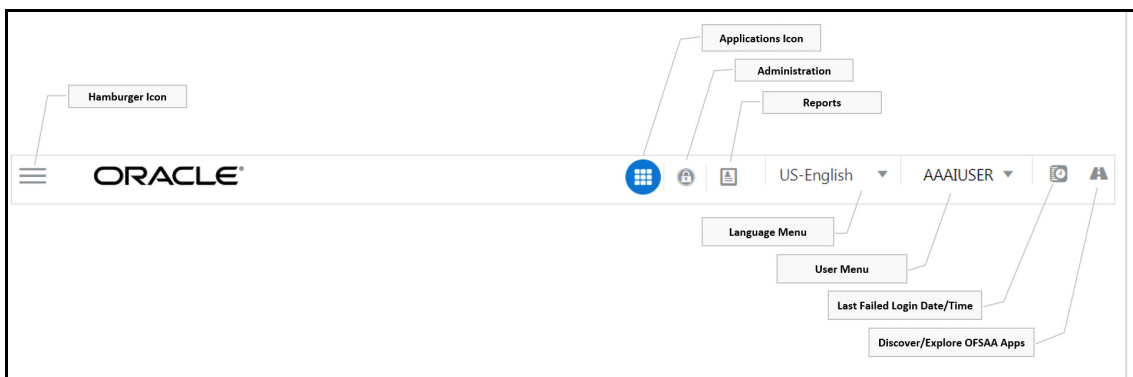 Applications Icon
Administration
Hamburger Icon
Reports
ORACLE®
US-English
AAAIUSER
Language Menu
User Menu
Last Failed Login Date/Time
Discover/Explore OFSAA Apps